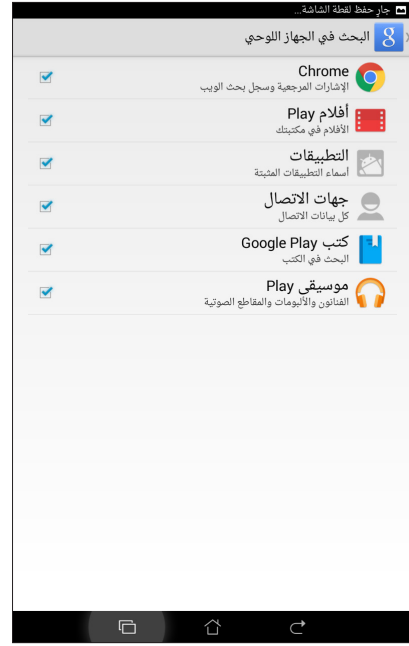 جارٍ حفظ لقطة الشاشة...
البحث في الجهاز اللوحي
Chrome
الإشارات المرجعية وسجل بحث الويب
أفلام Play
الأفلام في مكتبتك
التطبيقات
أسماء التطبيقات المثبتة
جهات الاتصال
كل بيانات الاتصال
كتب Google Play
البحث في الكتب
موسيقى Play
الفنانون والألبومات والمقاطع الصوتية